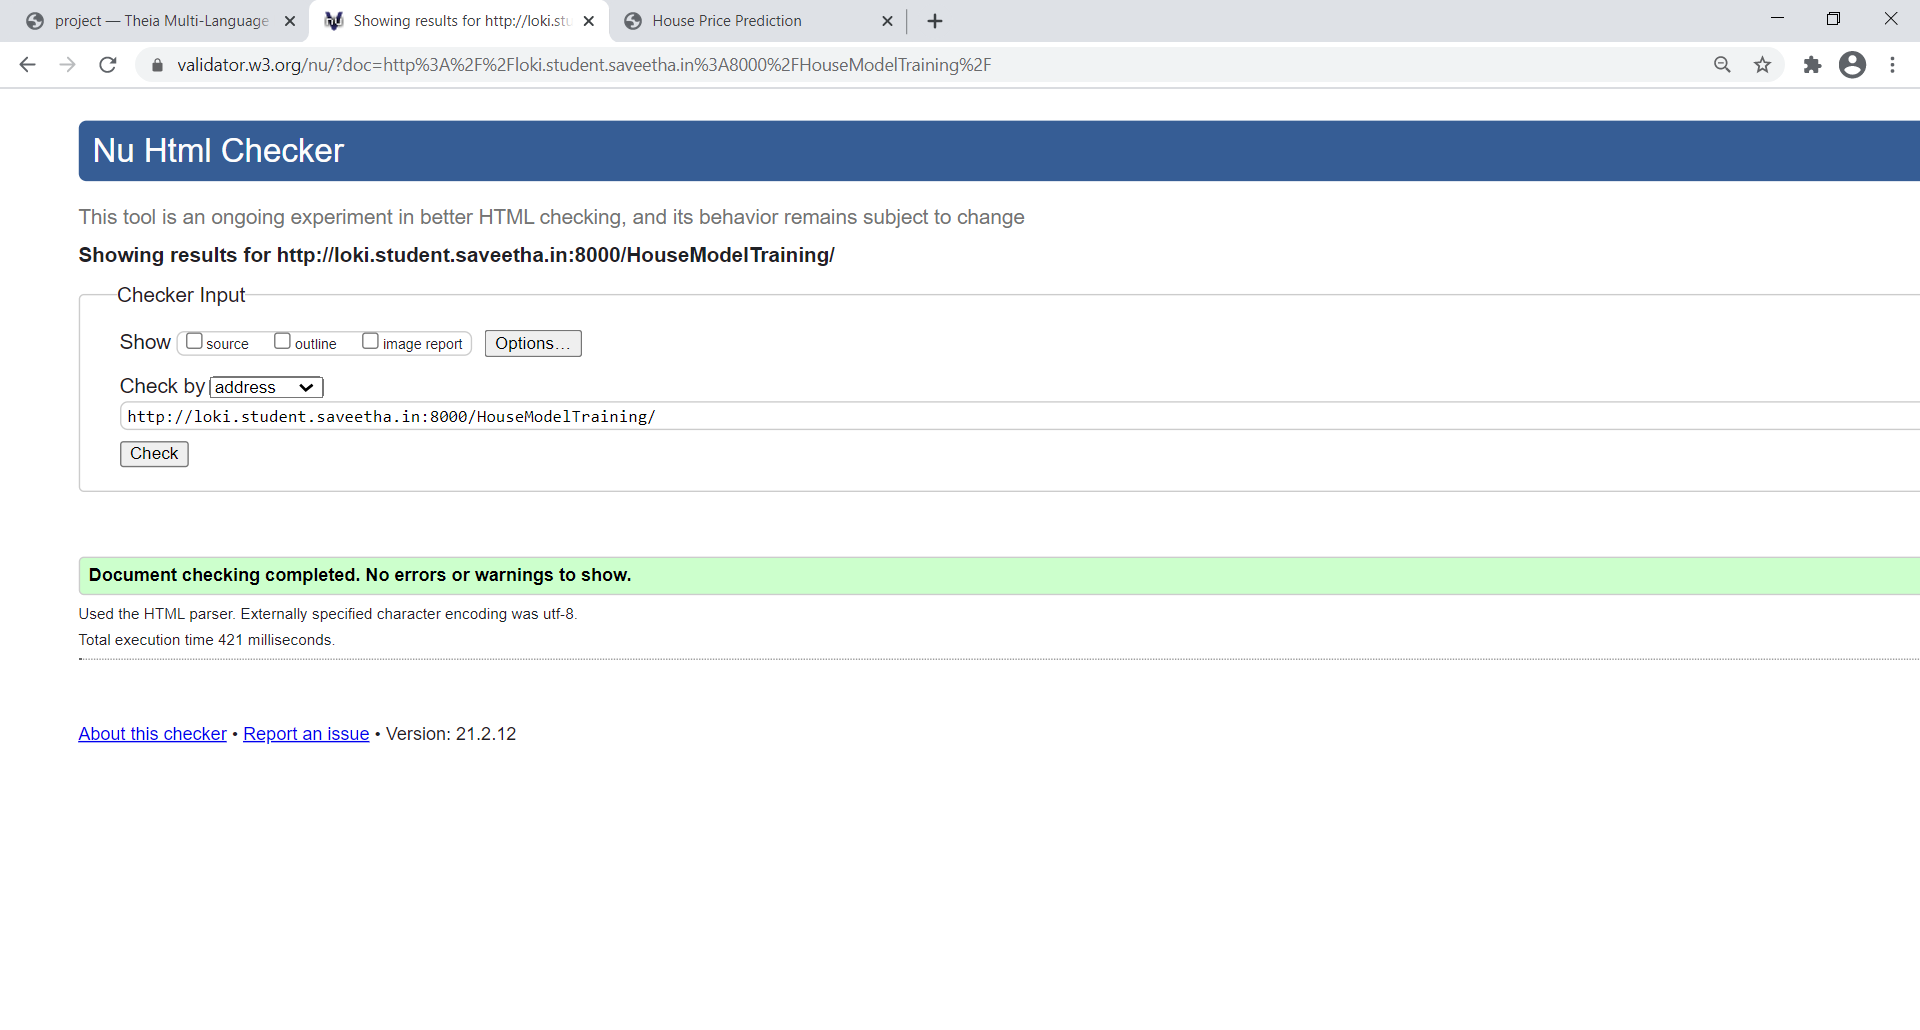 project — Theia Multi-Language
Showing results for http://loki.stu
House Price Prediction
validator.w3.org/nu/?doc=http%3A%2F%2Floki.student.saveetha.in%3A8000%2FHouseModelTraining%2F
Nu Html Checker
This tool is an ongoing experiment in better HTML checking, and its behavior remains subject to change
Showing results for http://loki.student.saveetha.in:8000/HouseModelTraining/
Checker Input
Show source outline image report Options...
Check by address
http://loki.student.saveetha.in:8000/HouseModelTraining/
Check
Document checking completed. No errors or warnings to show.
Used the HTML parser. Externally specified character encoding was utf-8.
Total execution time 421 milliseconds.
About this checker • Report an issue • Version: 21.2.12